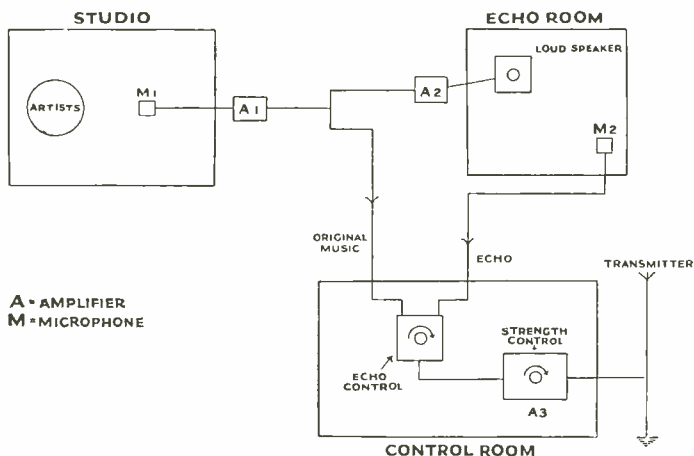 STUDIO
ARTISTS
M1
A1
A2
ECHO ROOM
LOUD SPEAKER
M2
ORIGINAL
MUSIC
ECHO
TRANSMITTER
A = AMPLIFIER
M = MICROPHONE
ECHO
CONTROL
STRENGTH
CONTROL
A3
CONTROL ROOM